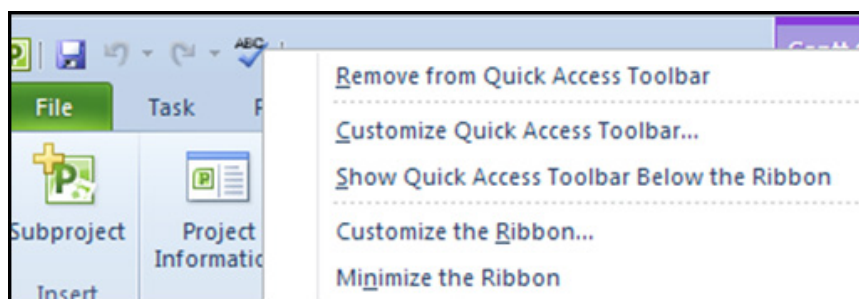 ABC
Remove from Quick Access Toolbar
File Task
Customize Quick Access Toolbar...
Show Quick Access Toolbar Below the Ribbon
Subproject Project
Customize the Ribbon...
Minimize the Ribbon
Insert